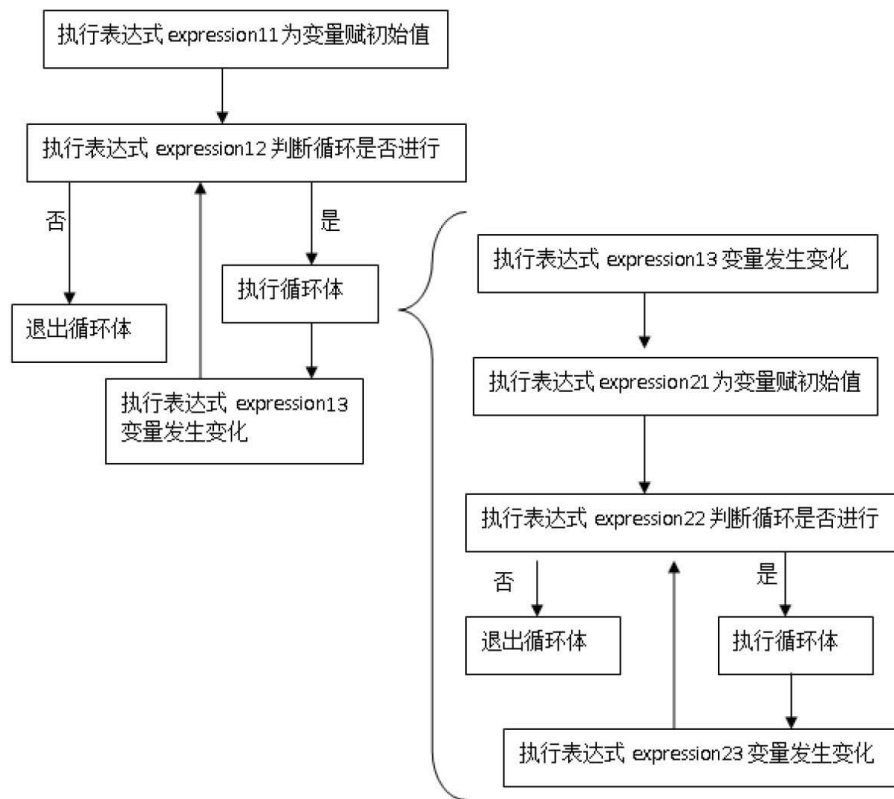 执行表达式 expression11 为变量赋初始值
执行表达式 expression12 判断循环是否进行
否
是
执行循环体
退出循环体
执行表达式 expression13
变量发生变化
执行表达式 expression13 变量发生变化
执行表达式 expression21 为变量赋初始值
执行表达式 expression22 判断循环是否进行
否
是
退出循环体
执行循环体
执行表达式 expression23 变量发生变化